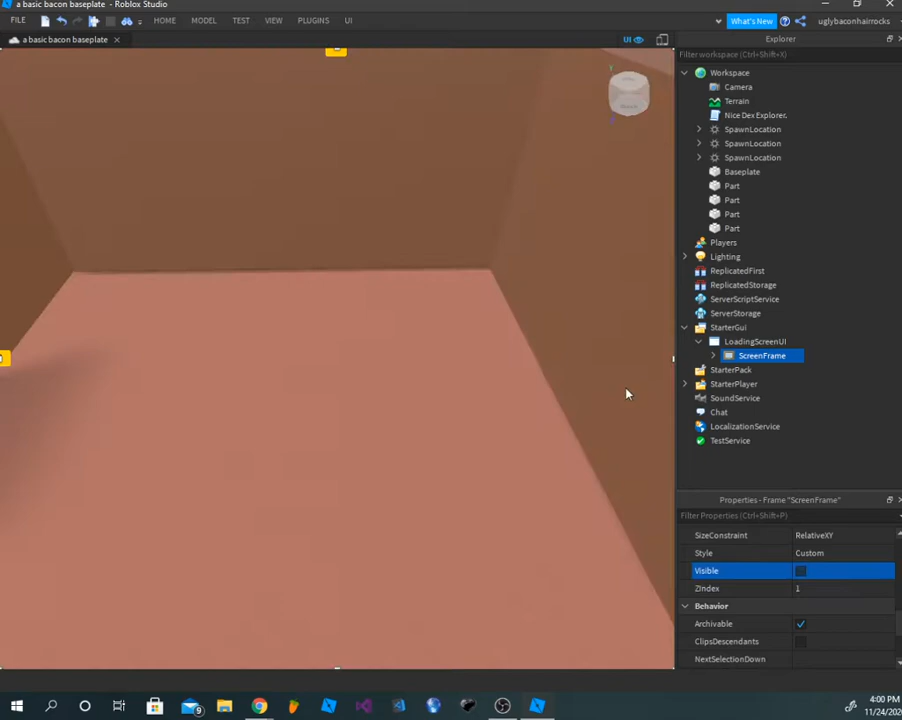 a basic bacon baseplate - Roblox Studio
FILE HOME MODEL TEST VIEW PLUGINS UI What's New uglybaconhairrocks
a basic bacon baseplate UI Explorer
Filter workspace (Ctrl+Shift+X)
Workspace
Camera
Terrain
Nice Dex Explorer.
SpawnLocation
SpawnLocation
SpawnLocation
Baseplate
Part
Part
Part
Part
Players
Lighting
ReplicatedFirst
ReplicatedStorage
ServerScriptService
ServerStorage
StarterGui
LoadingScreenUI
ScreenFrame
StarterPack
StarterPlayer
SoundService
Chat
LocalizationService
TestService
Properties - Frame "ScreenFrame"
Filter Properties (Ctrl+Shift+P)
SizeConstraint RelativeXY
Style Custom
Visible
ZIndex 1
Behavior
Archivable
ClipsDescendants
NextSelectionDown
9
4:00 PM
11/24/20